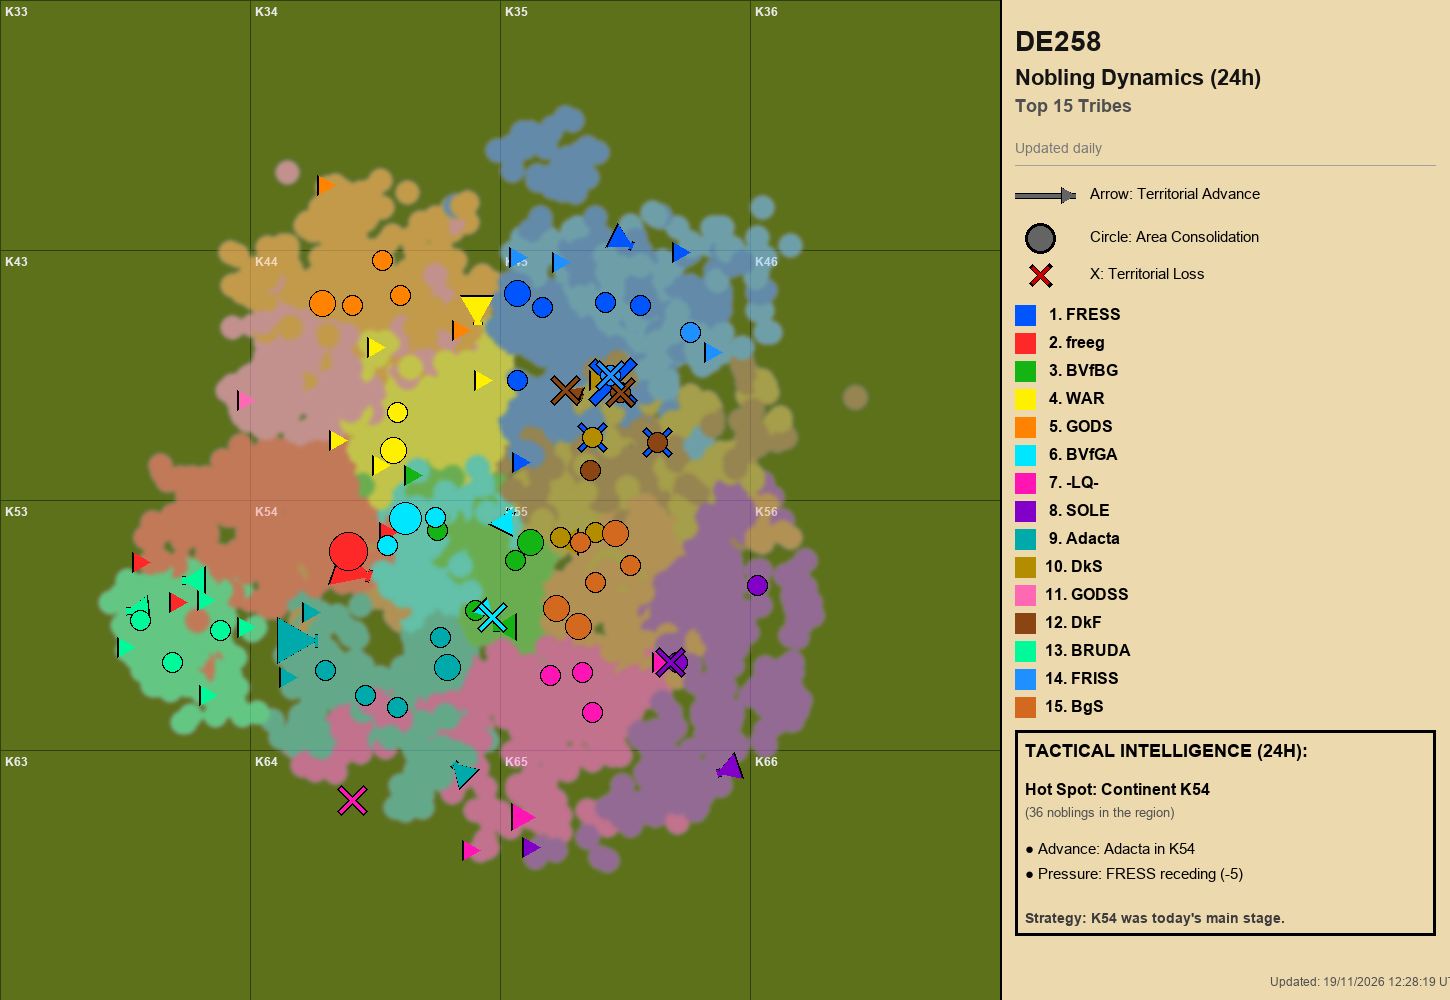 K33
K34
K35
K36
K43
K44
K45
K46
K53
K54
K55
K56
K63
K64
K65
K66
DE258
Nobling Dynamics (24h)
Top 15 Tribes
Updated daily
Arrow: Territorial Advance
Circle: Area Consolidation
X: Territorial Loss
1. FRESS
2. freeg
3. BVfBG
4. WAR
5. GODS
6. BVfGA
7. -LQ-
8. SOLE
9. Adacta
10. DkS
11. GODSS
12. DkF
13. BRUDA
14. FRISS
15. BgS
TACTICAL INTELLIGENCE (24H):
Hot Spot: Continent K54
(36 noblings in the region)
● Advance: Adacta in K54
● Pressure: FRESS receding (-5)
Strategy: K54 was today's main stage.
Updated: 19/11/2026 12:28:19 U